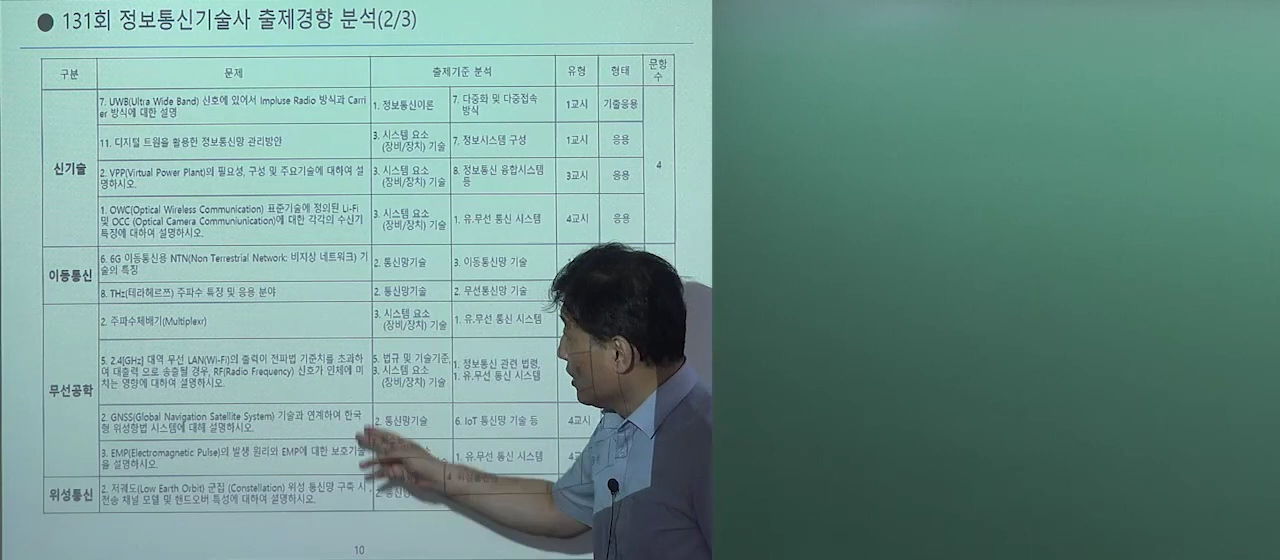 ● 131회 정보통신기술사 출제경향 분석(2/3)
구분 문제 출제기준 분석 유형 형태 문항
수
신기술
7. UWB(Ultra Wide Band) 신호에 있어서 Impluse Radio 방식과 Carri
er 방식에 대한 설명
1. 정보통신이론
7. 다중화 및 다중접속
방식
1교시 기출응용
11. 디지털 트윈을 활용한 정보통신망 관리방안
3. 시스템 요소
(장비/장치) 기술
7. 정보시스템 구성
1교시 응용
2. VPP(Virtual Power Plant)의 필요성, 구성 및 주요기술에 대하여 설
명하시오.
3. 시스템 요소
(장비/장치) 기술
8. 정보통신 융합시스템
등
3교시 응용
1. OWC(Optical Wireless Communication) 표준기술에 정의된 Li-Fi
및 OCC (Optical Camera Communiunication)에 대한 각각의 수신기
특징에 대하여 설명하시오.
3. 시스템 요소
(장비/장치) 기술
1. 유.무선 통신 시스템
4교시 응용
4
이동통신
6. 6G 이동통신용 NTN(Non Terrestrial Network: 비지상 네트워크) 기
술의 특징
2. 통신망기술
3. 이동통신망 기술
8. THz(테라헤르쯔) 주파수 특징 및 응용 분야
2. 통신망기술
2. 무선통신망 기술
무선공학
2. 주파수체배기(Multiplexr)
3. 시스템 요소
(장비/장치) 기술
1. 유.무선 통신 시스템
5. 2.4[GHz] 대역 무선 LAN(Wi-Fi)의 출력이 전파법 기준치를 초과하
여 대출력 으로 송출될 경우, RF(Radio Frequency) 신호가 인체에 미
치는 영향에 대하여 설명하시오.
5. 법규 및 기술기준,
3. 시스템 요소
(장비/장치) 기술
1. 정보통신 관련 법령,
1. 유.무선 통신 시스템
2. GNSS(Global Navigation Satellite System) 기술과 연계하여 한국
형 위성항법 시스템에 대해 설명하시오.
2. 통신망기술
6. IoT 통신망 기술 등
4교시
3. EMP(Electromagnetic Pulse)의 발생 원리와 EMP에 대한 보호기술
을 설명하시오.
1. 유.무선 통신 시스템
위성통신
2. 저궤도(Low Earth Orbit) 군집 (Constellation) 위성 통신망 구축 시
전송 채널 모델 및 핸드오버 특성에 대하여 설명하시오.
10